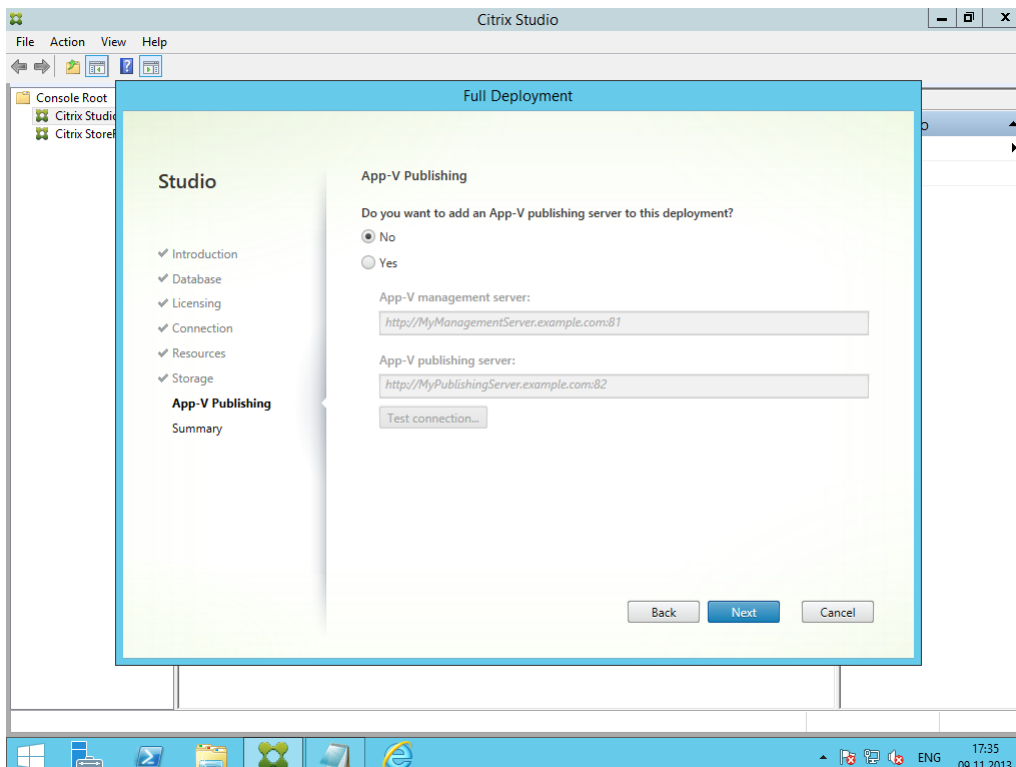 Citrix Studio
File Action View Help
Console Root
Citrix Studio
Citrix StoreF
Full Deployment
Studio
Introduction
Database
Licensing
Connection
Resources
Storage
App-V Publishing
Summary
App-V Publishing
Do you want to add an App-V publishing server to this deployment?
No
Yes
App-V management server:
http://MyManagementServer.example.com:81
App-V publishing server:
http://MyPublishingServer.example.com:82
Test connection...
Back Next Cancel
ENG
17:35
09.11.2013